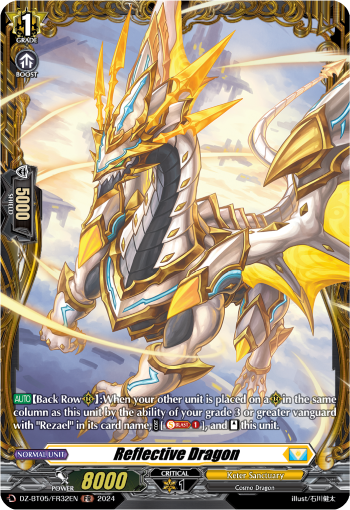 1
GRADE
BOOST
5000
SHIELD
AUTO [Back Row ]:When your other unit is placed on a in the same
column as this unit by the ability of your grade 3 or greater vanguard
with "Rezael" in its card name, [SOUL-BLAST 1], and this unit.
NORMAL UNIT
Reflective Dragon
POWER 8000
CRITICAL
1
Keter Sanctuary
Cosmo Dragon
DZ-BT05/FR32EN FR 2024
illust/石川健太